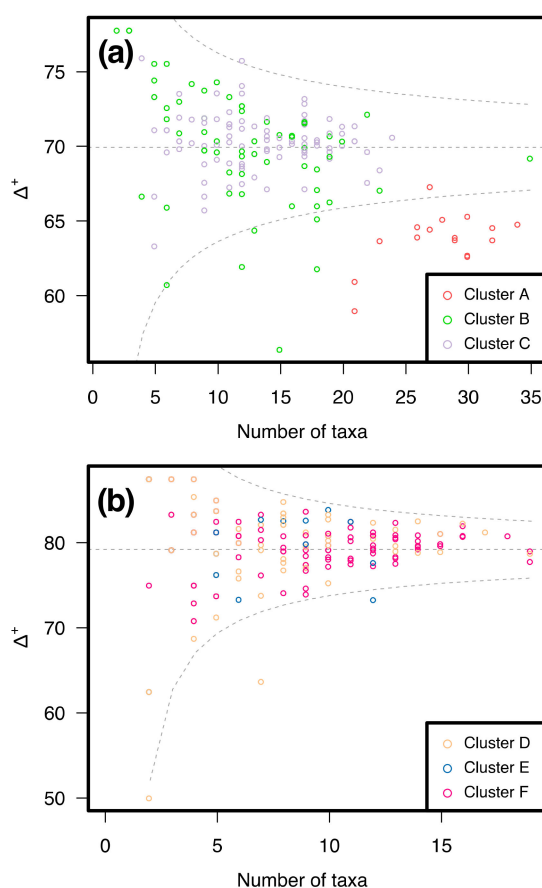 (a)
75
70
65
60
Δ+
0 5 10 15 20 25 30 35
Number of taxa
Cluster A
Cluster B
Cluster C
(b)
80
70
60
50
Δ+
0 5 10 15
Number of taxa
Cluster D
Cluster E
Cluster F